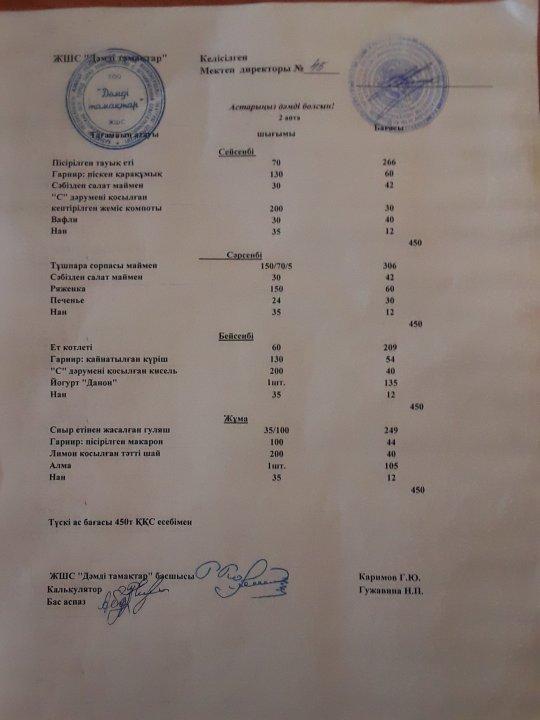 ЖШС "Дәмді тамақтар"
Келісілген
Мектеп директоры № 45
ТОО
"Дәмді тамақтар"
ЖШС
Астарыңыз дәмді болсын!
2 апта
Тағамның атауы шығымы Бағасы
Сейсенбі
Пісірілген тауық еті 70 266
Гарнир: піскен қарақұмық 130 60
Сәбізден салат маймен 30 42
"С" дәрумені қосылған
кептірілген жеміс компоты 200 30
Вафли 30 40
Нан 35 12
450
Сәрсенбі
Тұшпара сорпасы маймен 150/70/5 306
Сәбізден салат маймен 30 42
Ряженка 150 60
Печенье 24 30
Нан 35 12
450
Бейсенбі
Ет котлеті 60 209
Гарнир: қайнатылған күріш 130 54
"С" дәрумені қосылған кисель 200 40
Йогурт "Данон" 1шт. 135
Нан 35 12
450
Жұма
Сиыр етінен жасалған гуляш 35/100 249
Гарнир: пісірілген макарон 100 44
Лимон қосылған тәтті шай 200 40
Алма 1шт. 105
Нан 35 12
450
Түскі ас бағасы 450т ҚҚС есебімен
ЖШС "Дәмді тамақтар" басшысы Каримов Г.Ю.
Калькулятор Гужавина Н.П.
Бас аспаз